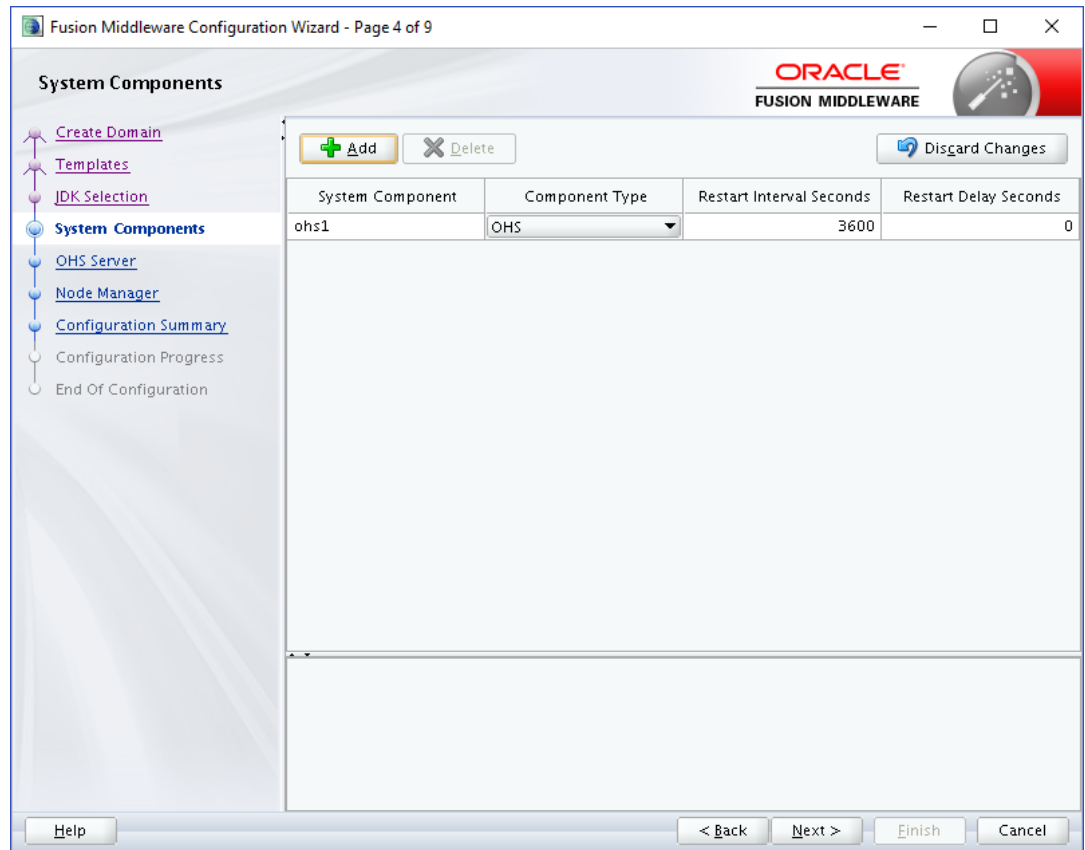 Fusion Middleware Configuration Wizard - Page 4 of 9
System Components
ORACLE
FUSION MIDDLEWARE
Create Domain
Templates
JDK Selection
System Components
OHS Server
Node Manager
Configuration Summary
Configuration Progress
End Of Configuration
Add Delete Discard Changes
System Component Component Type Restart Interval Seconds Restart Delay Seconds
ohs1 OHS 3600 0
Help < Back Next > Finish Cancel